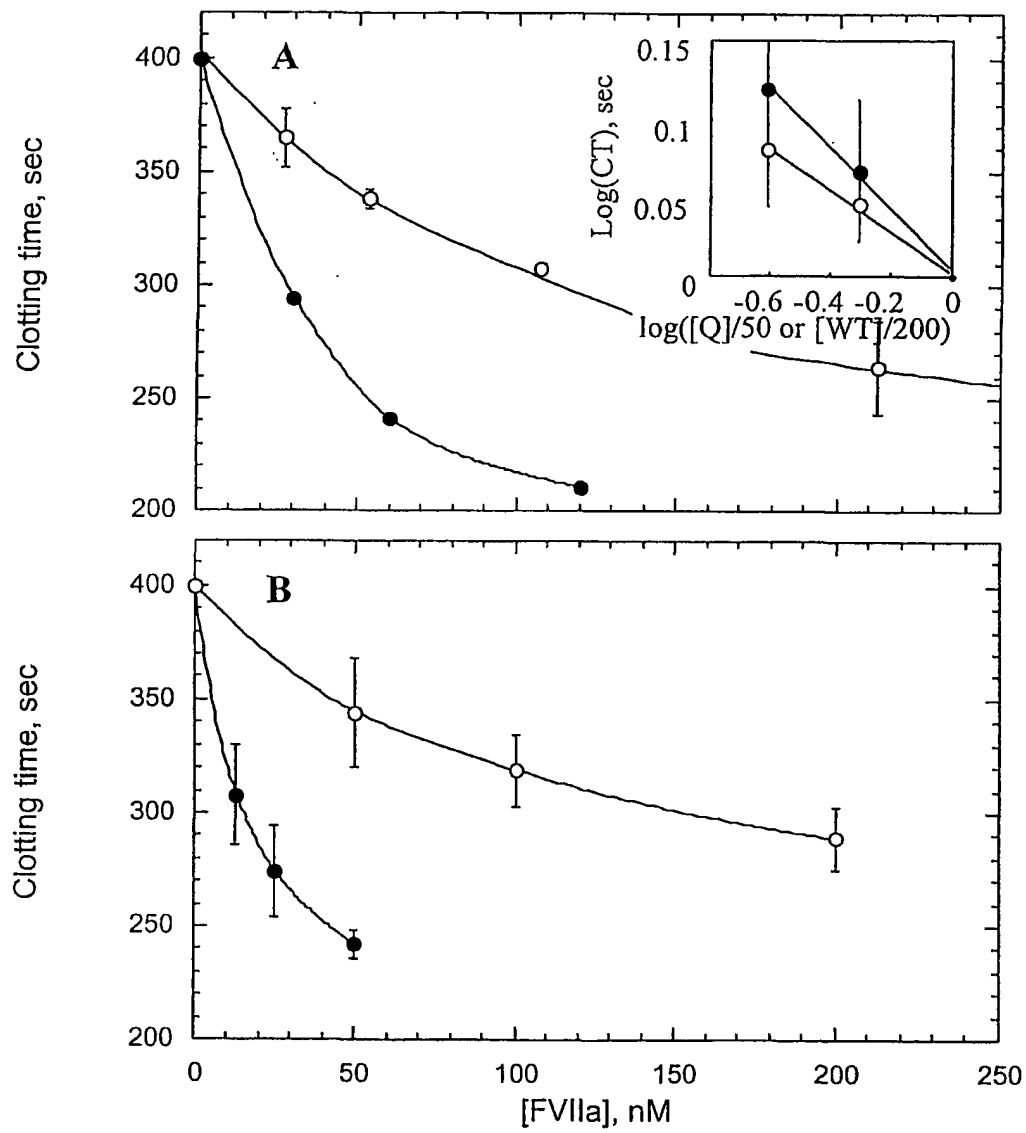 A
Clotting time, sec
400
350
300
250
200
Log(CT), sec
0.15
0.1
0.05
0
-0.6 -0.4 -0.2 0
log([Q]/50 or [WT]/200)
B
Clotting time, sec
400
350
300
250
200
0 50 100 150 200 250
[FVIIa], nM